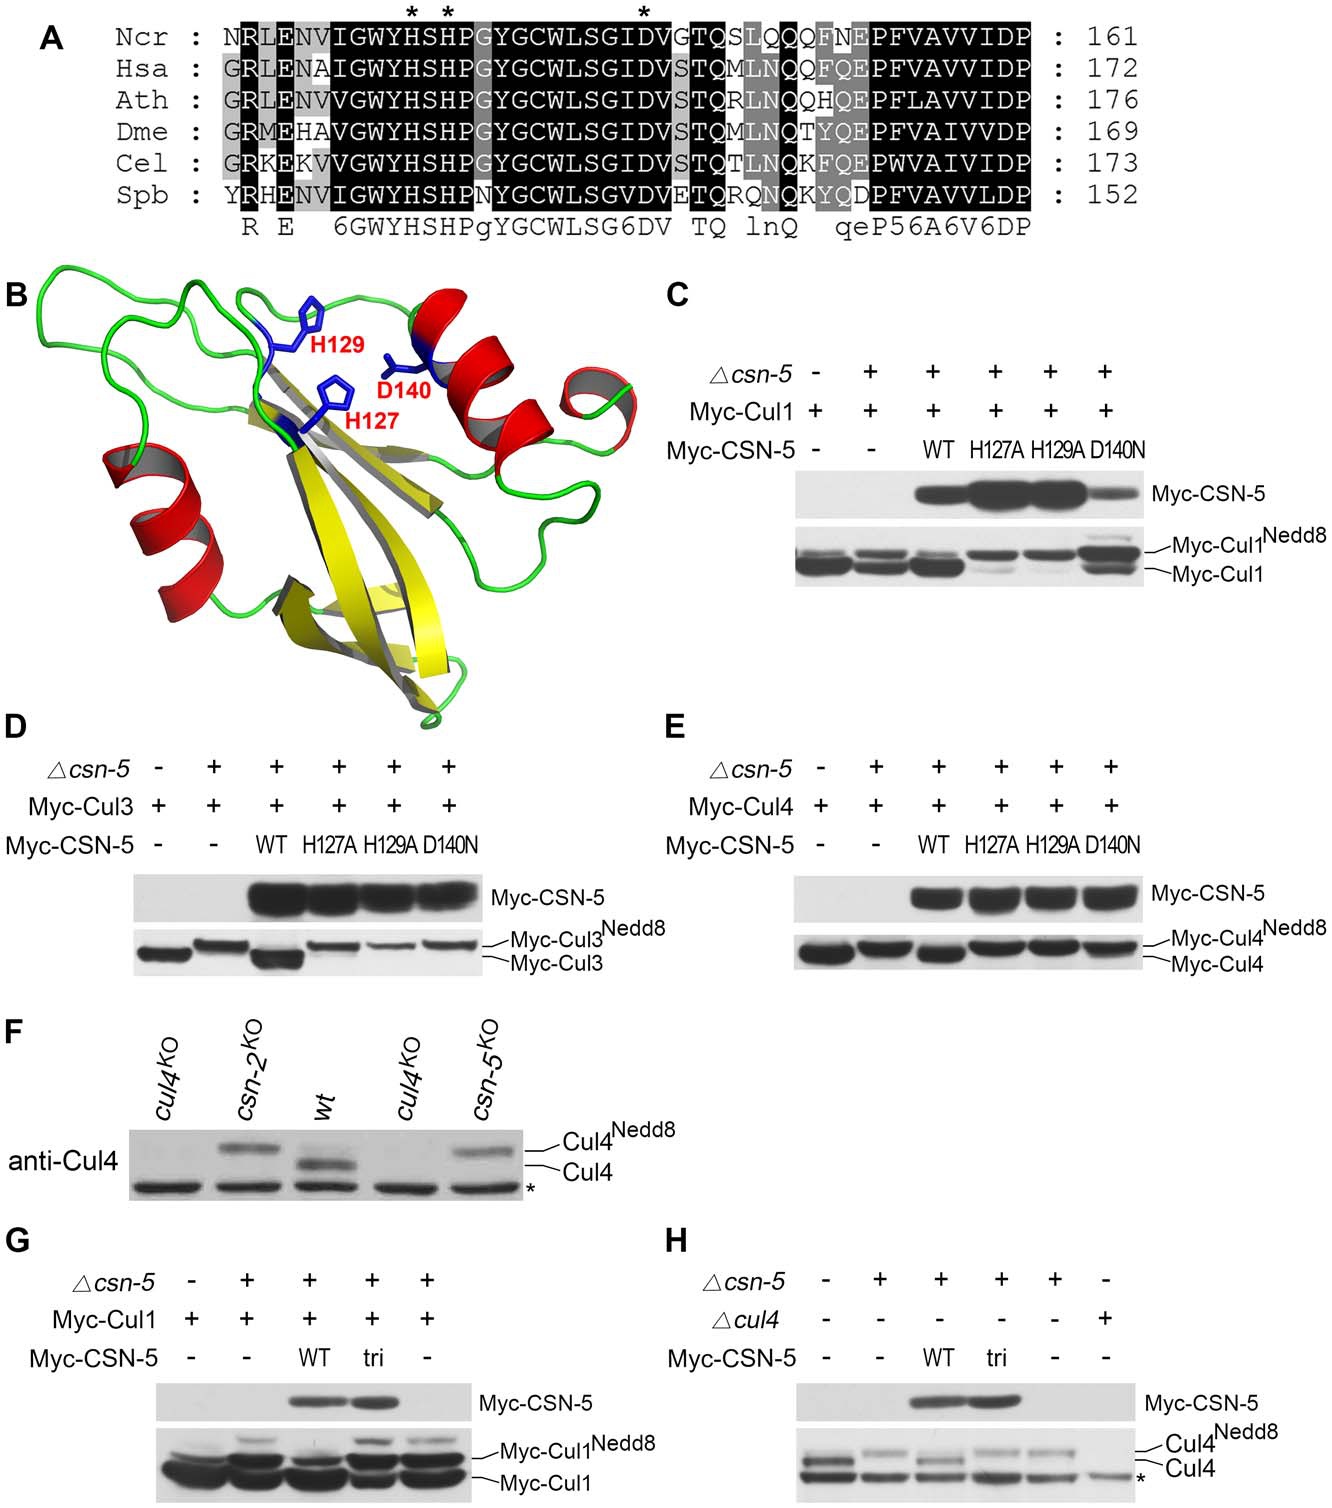 * * *
A
Ncr : NRLENVIGWYHSHPGYGCWLSGIDVGTQSLQQQFNEPFVAVVIDP : 161
Hsa : GRLENAIGWYHSHPGYGCWLSGIDVSTQMLNQQFQEPFVAVVIDP : 172
Ath : GRLENVVGWYHSHPGYGCWLSGIDVSTQRLNQQHQEPFLAVVIDP : 176
Dme : GRMEHAVGWYHSHPGYGCWLSGIDVSTQMLNQTYQEPFVAIVVDP : 169
Cel : GRKEKVVGWYHSHPGYGCWLSGIDVSTQTLNQKFQEPWVAIVIDP : 173
Spb : YRHENVIGWYHSHPNYGCWLSGVDVETQRQNQKYQDPFVAVVLDP : 152
R E 6GWYHSHPgYGCWLSG6DV TQ lnQ qeP56A6V6DP
B
H129
D140
H127
C
△csn-5 - + + + + +
Myc-Cul1 + + + + + +
Myc-CSN-5 - - WT H127A H129A D140N
Myc-CSN-5
Myc-Cul1Nedd8
Myc-Cul1
D
△csn-5 - + + + + +
Myc-Cul3 + + + + + +
Myc-CSN-5 - - WT H127A H129A D140N
Myc-CSN-5
Myc-Cul3Nedd8
Myc-Cul3
E
△csn-5 - + + + + +
Myc-Cul4 + + + + + +
Myc-CSN-5 - - WT H127A H129A D140N
Myc-CSN-5
Myc-Cul4Nedd8
Myc-Cul4
F
cul4KO csn-2KO wt cul4KO csn-5KO
anti-Cul4
Cul4Nedd8
Cul4
*
G
△csn-5 - + + + +
Myc-Cul1 + + + + +
Myc-CSN-5 - - WT tri -
Myc-CSN-5
Myc-Cul1Nedd8
Myc-Cul1
H
△csn-5 - + + + + -
△cul4 - - - - - +
Myc-CSN-5 - - WT tri - -
Myc-CSN-5
Cul4Nedd8
Cul4
*